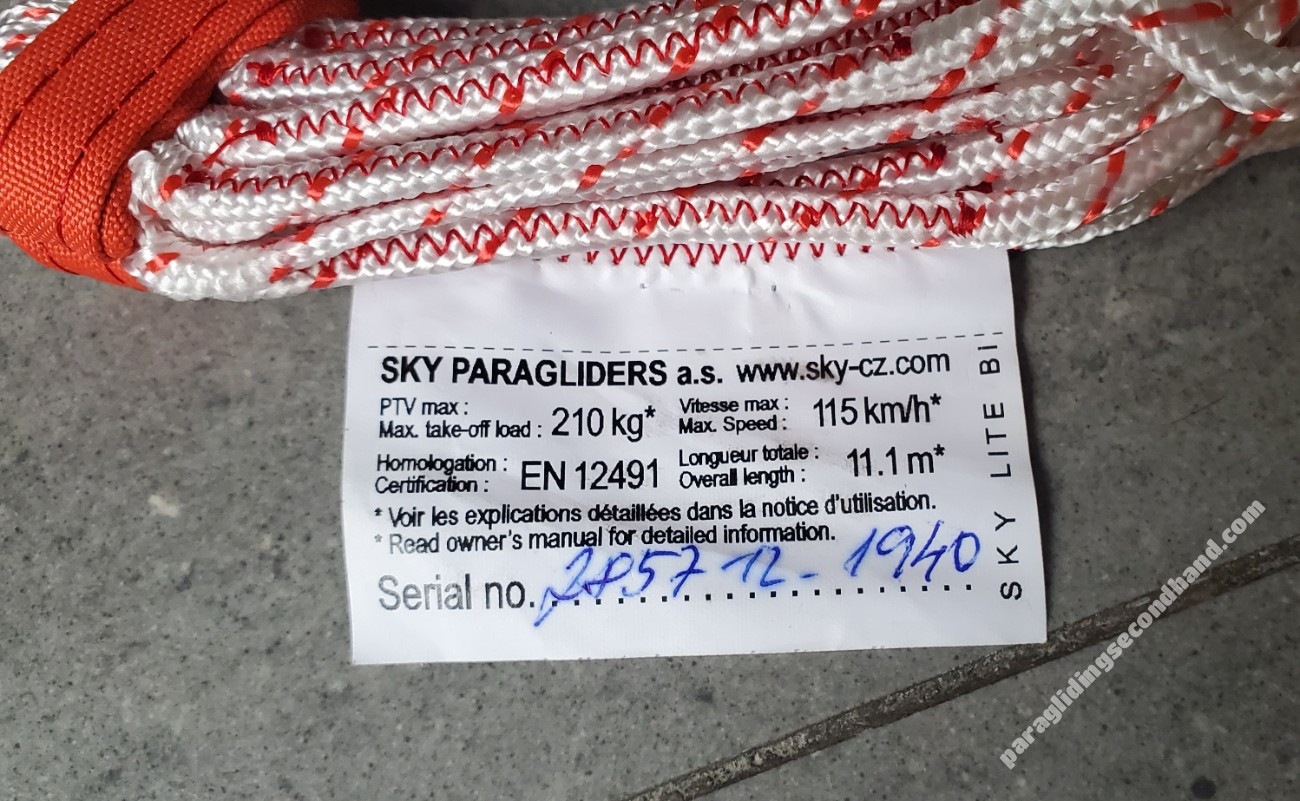 SKY PARAGLIDERS a.s. www.sky-cz.com
PTV max : 210 kg* Vitesse max : 115 km/h*
Max. take-off load : Max. Speed :
Homologation : EN 12491 Longueur totale : 11.1 m*
Certification : Overall length :
* Voir les explications détaillées dans la notice d'utilisation.
* Read owner's manual for detailed information.
Serial no. 12 - 1940
SKY LITE Bi
paraglidingsecondhand.com